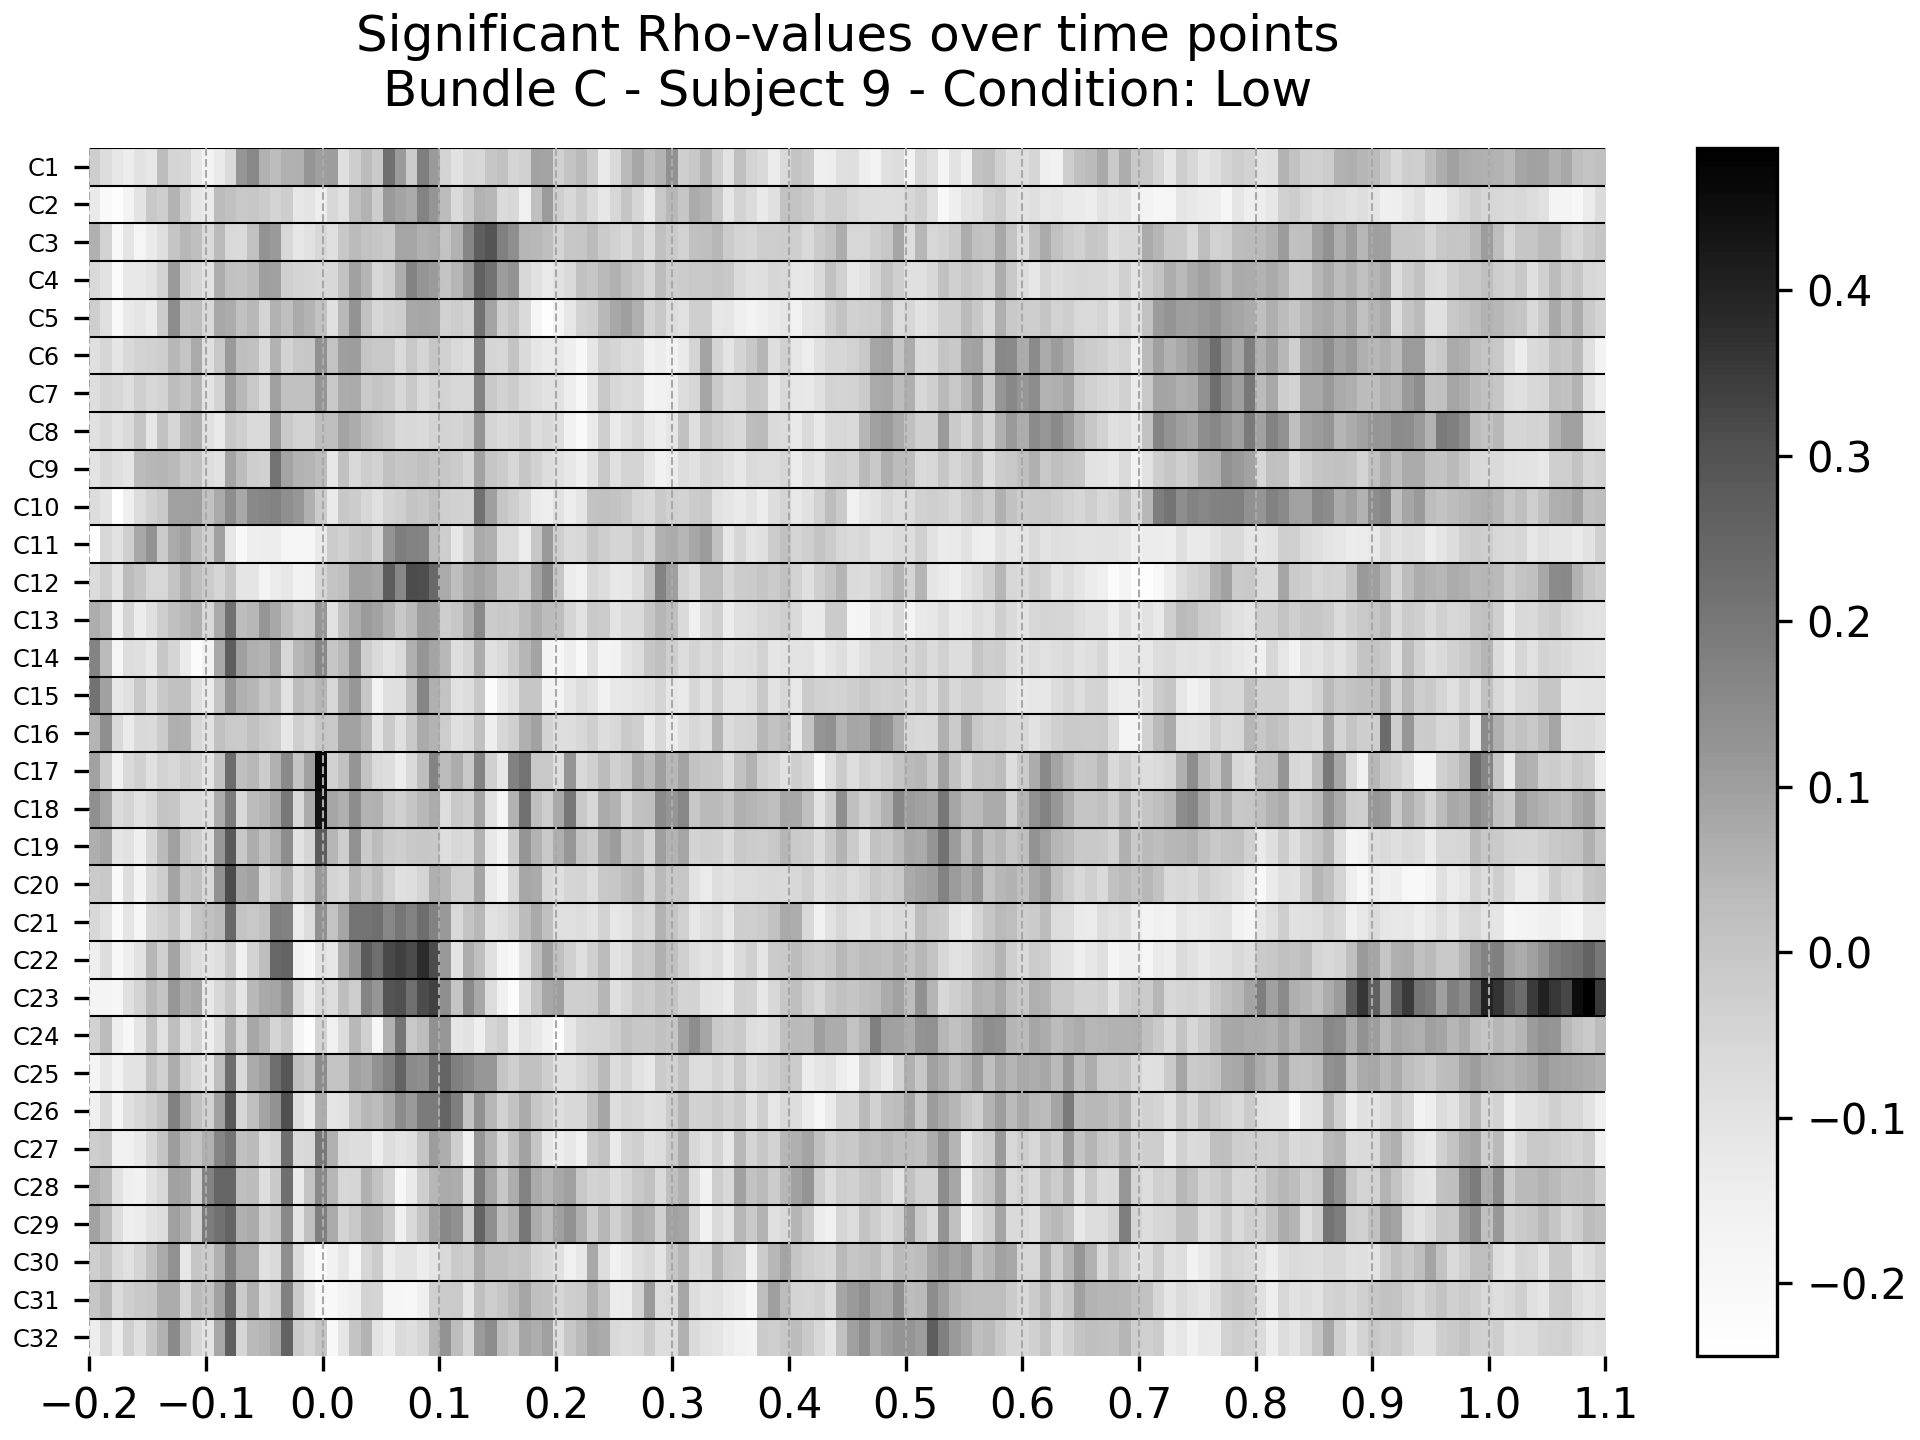 Significant Rho-values over time points
Bundle C - Subject 9 - Condition: Low
C1
C2
C3
C4
C5
C6
C7
C8
C9
C10
C11
C12
C13
C14
C15
C16
C17
C18
C19
C20
C21
C22
C23
C24
C25
C26
C27
C28
C29
C30
C31
C32
−0.2 −0.1 0.0 0.1 0.2 0.3 0.4 0.5 0.6 0.7 0.8 0.9 1.0 1.1
0.4
0.3
0.2
0.1
0.0
−0.1
−0.2